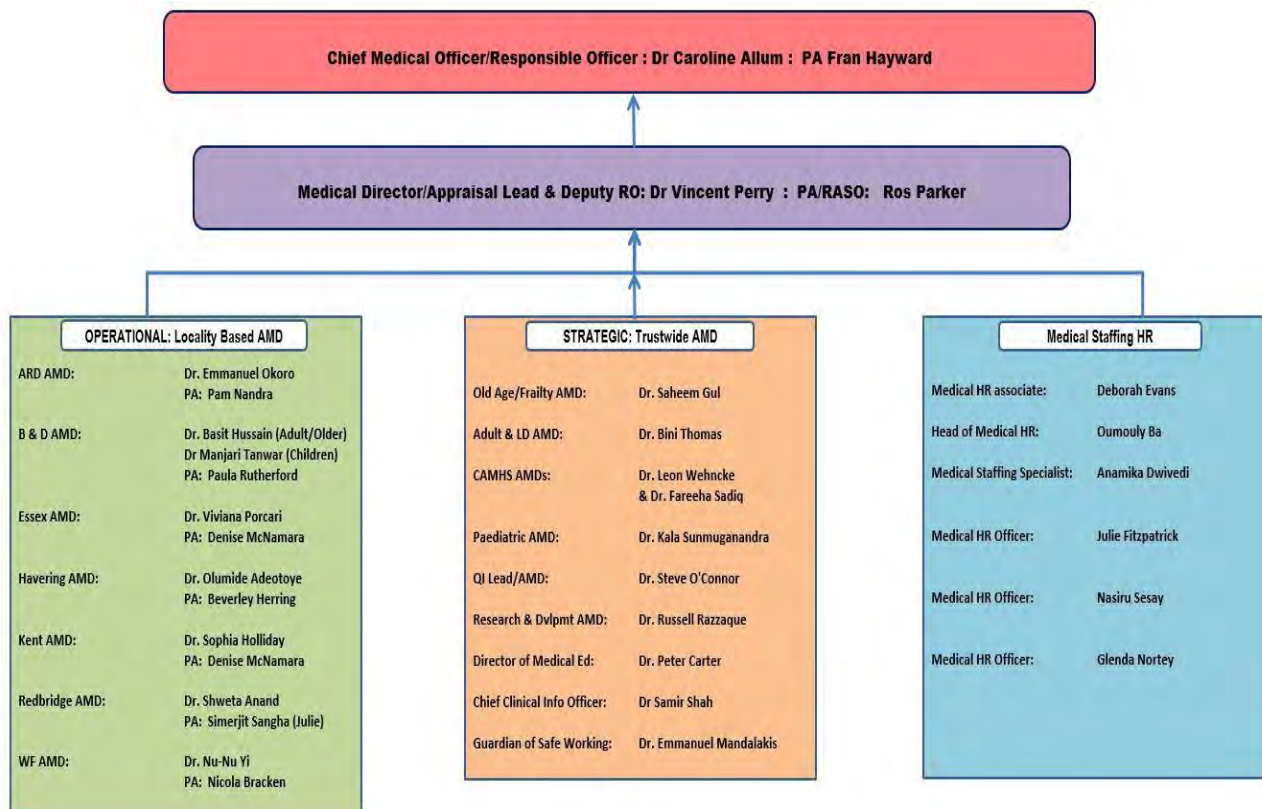 Chief Medical Officer/Responsible Officer : Dr Caroline Allum : PA Fran Hayward
Medical Director/Appraisal Lead & Deputy RO: Dr Vincent Perry : PA/RASO: Ros Parker
OPERATIONAL: Locality Based AMD
ARD AMD: Dr. Emmanuel Okoro
PA: Pam Nandra
B & D AMD: Dr. Basit Hussain (Adult/Older)
Dr Manjari Tanwar (Children)
PA: Paula Rutherford
Essex AMD: Dr. Viviana Porcari
PA: Denise McNamara
Havering AMD: Dr. Olumide Adeotoye
PA: Beverley Herring
Kent AMD: Dr. Sophia Holliday
PA: Denise McNamara
Redbridge AMD: Dr. Shweta Anand
PA: Simerjit Sangha (Julie)
WF AMD: Dr. Nu-Nu Yi
PA: Nicola Bracken
STRATEGIC: Trustwide AMD
Old Age/Frailty AMD: Dr. Saheem Gul
Adult & LD AMD: Dr. Bini Thomas
CAMHS AMDs: Dr. Leon Wehncke
& Dr. Fareeha Sadiq
Paediatric AMD: Dr. Kala Sunmuganandra
QI Lead/AMD: Dr. Steve O'Connor
Research & Dvlpmt AMD: Dr. Russell Razzaque
Director of Medical Ed: Dr. Peter Carter
Chief Clinical Info Officer: Dr Samir Shah
Guardian of Safe Working: Dr. Emmanuel Mandalakis
Medical Staffing HR
Medical HR associate: Deborah Evans
Head of Medical HR: Oumouly Ba
Medical Staffing Specialist: Anamika Dwivedi
Medical HR Officer: Julie Fitzpatrick
Medical HR Officer: Nasiru Sesay
Medical HR Officer: Glenda Nortey